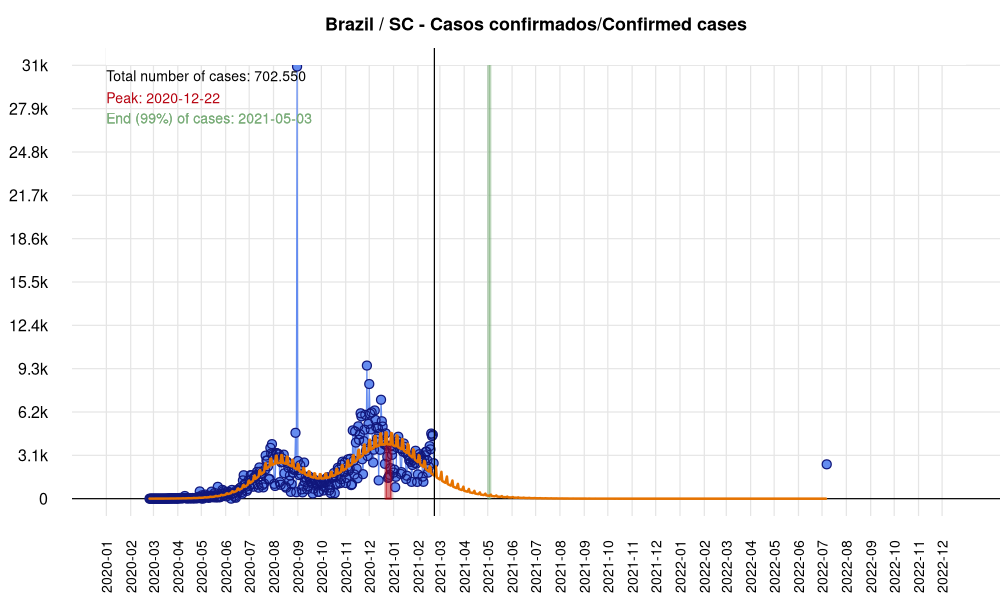 Brazil / SC - Casos confirmados/Confirmed cases
31k
Total number of cases: 702.550
Peak: 2020-12-22
End (99%) of cases: 2021-05-03
27.9k
24.8k
21.7k
18.6k
15.5k
12.4k
9.3k
6.2k
3.1k
0
2020-01
2020-02
2020-03
2020-04
2020-05
2020-06
2020-07
2020-08
2020-09
2020-10
2020-11
2020-12
2021-01
2021-02
2021-03
2021-04
2021-05
2021-06
2021-07
2021-08
2021-09
2021-10
2021-11
2021-12
2022-01
2022-02
2022-03
2022-04
2022-05
2022-06
2022-07
2022-08
2022-09
2022-10
2022-11
2022-12